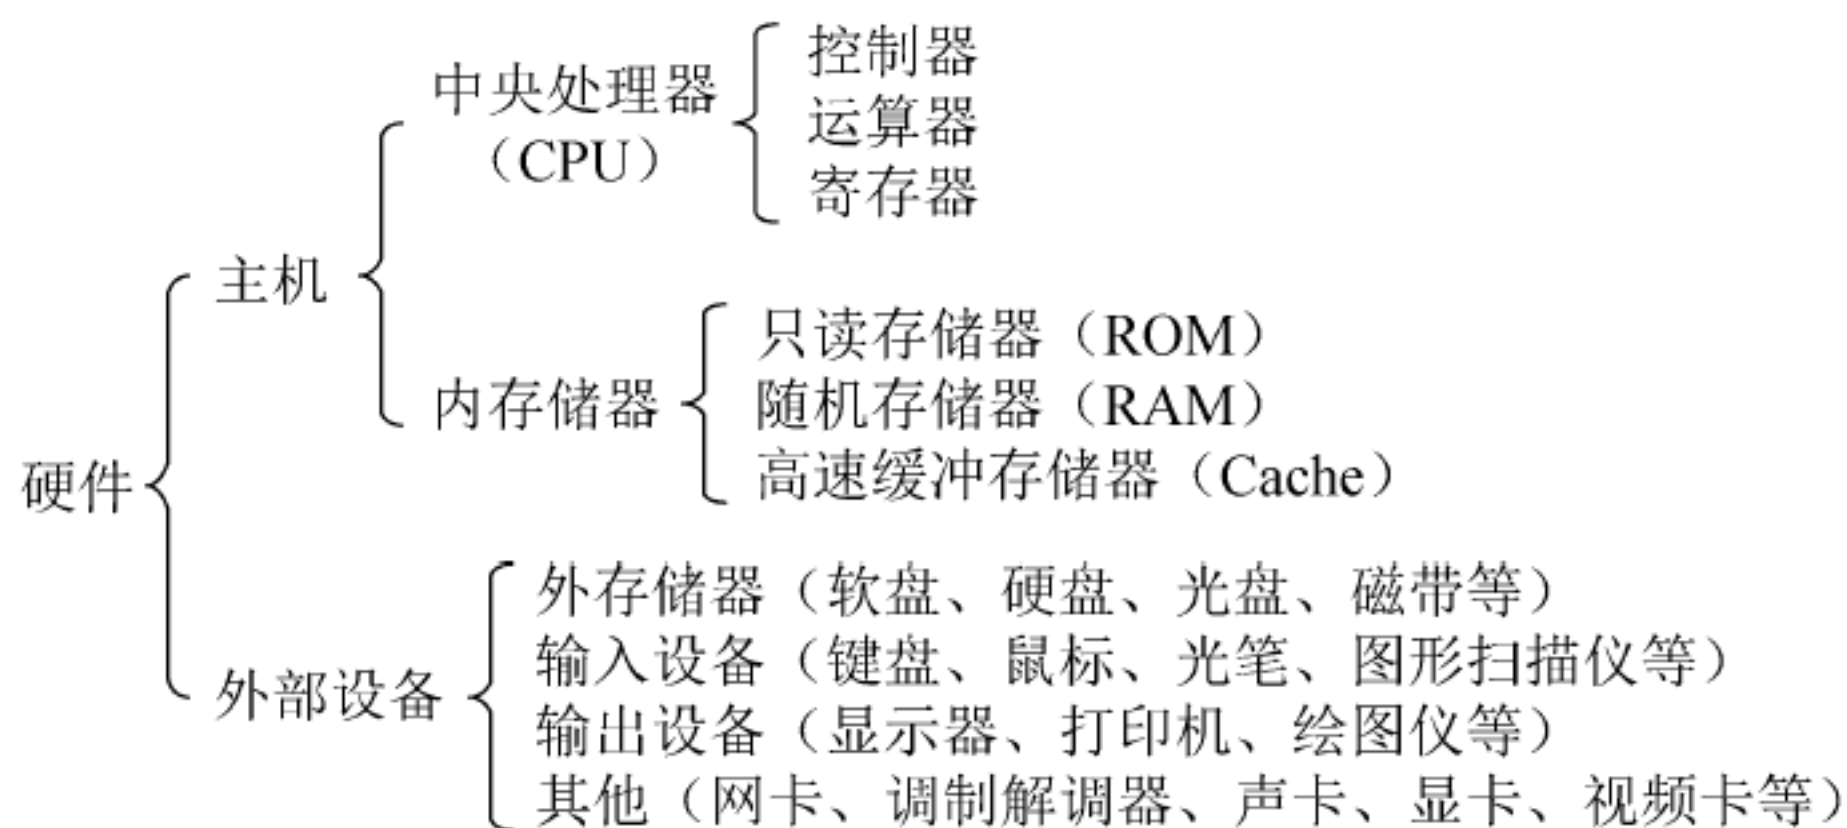 控制器
中央处理器
运算器
（CPU）
寄存器
主机
只读存储器（ROM）
内存储器
随机存储器（RAM）
高速缓冲存储器（Cache）
硬件
外存储器（软盘、硬盘、光盘、磁带等）
输入设备（键盘、鼠标、光笔、图形扫描仪等）
外部设备
输出设备（显示器、打印机、绘图仪等）
其他（网卡、调制解调器、声卡、显卡、视频卡等）